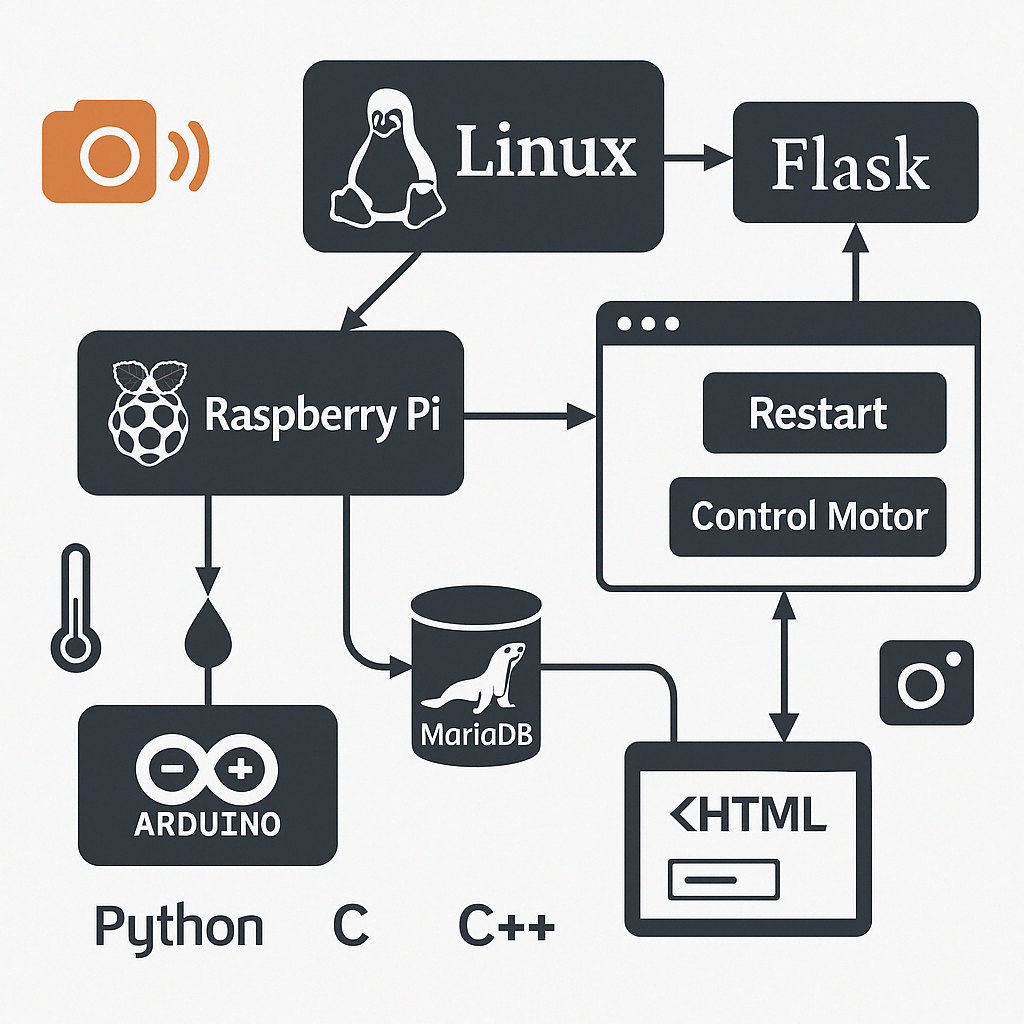 Linux
Flask
Raspberry Pi
Restart
Control Motor
MariaDB
ARDUINO
<HTML
Python
C
C++